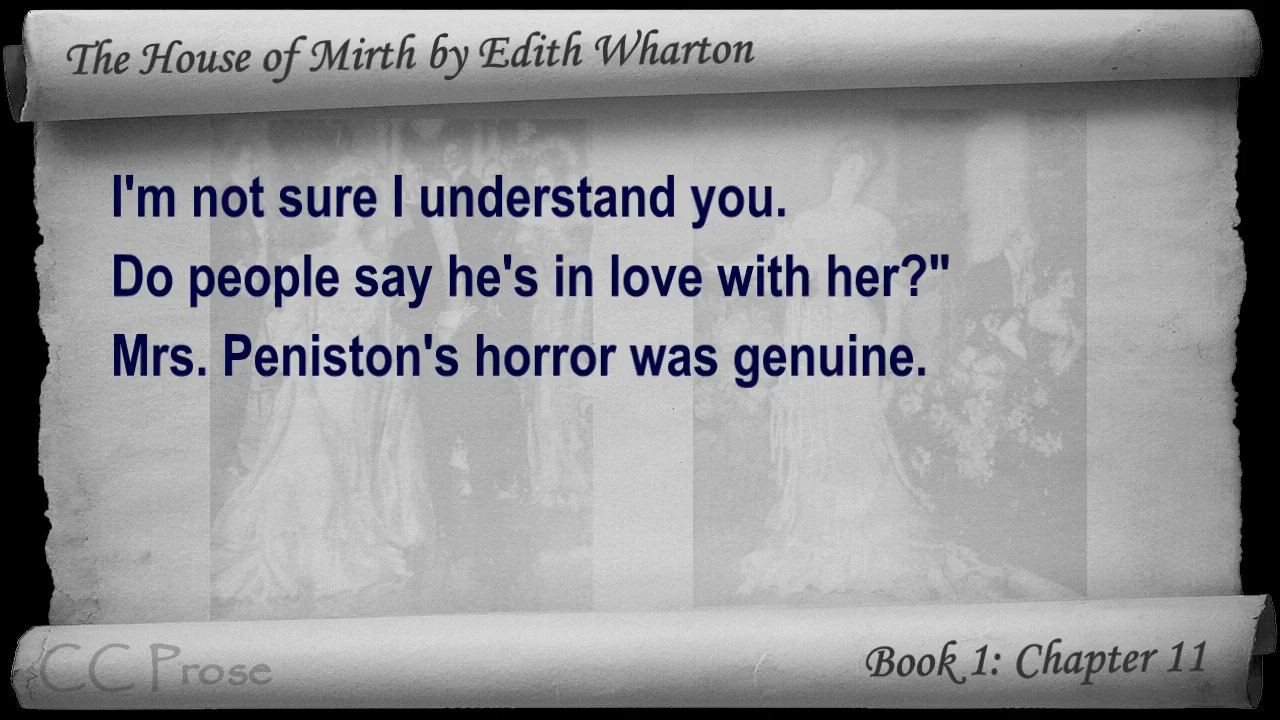 The House of Mirth by Edith Wharton
I'm not sure I understand you.
Do people say he's in love with her?"
Mrs. Peniston's horror was genuine.
CC Prose
Book 1: Chapter 11